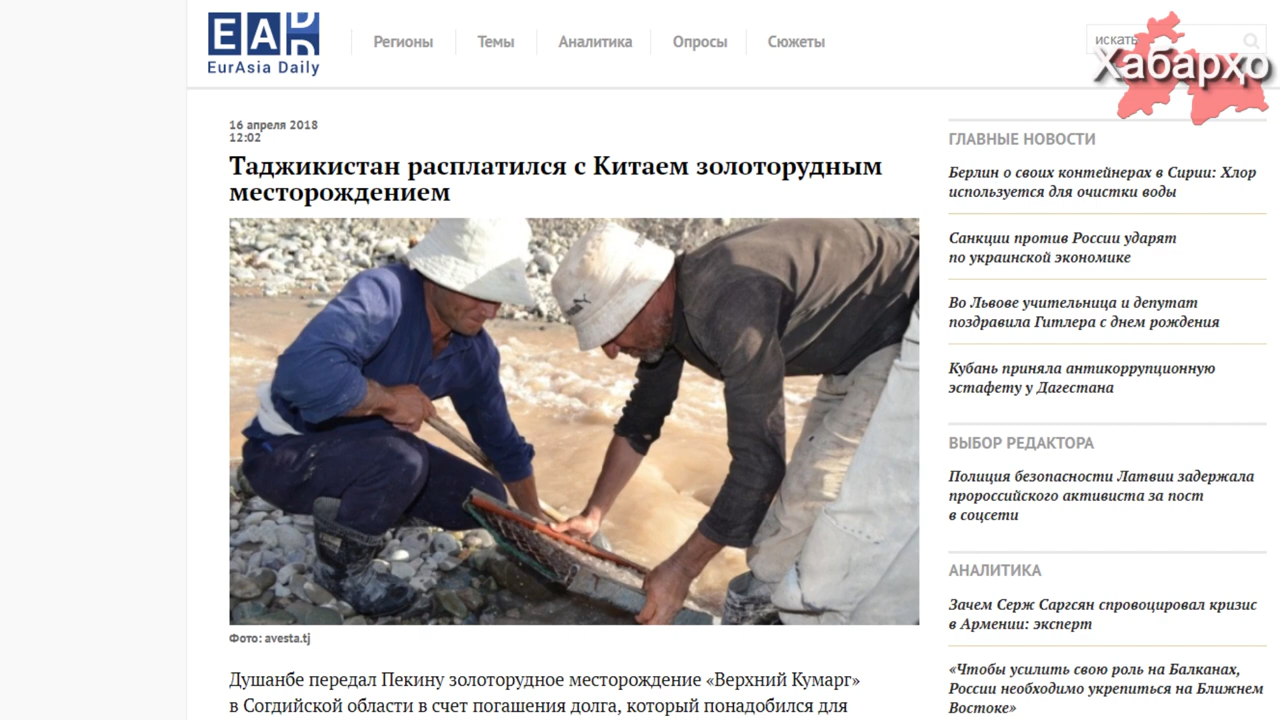 EAD
D
EurAsia Daily
Регионы
Темы
Аналитика
Опросы
Сюжеты
искать
Хабарҳо
16 апреля 2018
12:02
Таджикистан расплатился с Китаем золоторудным
месторождением
Фото: avesta.tj
Душанбе передал Пекину золоторудное месторождение «Верхний Кумарг»
в Согдийской области в счет погашения долга, который понадобился для
ГЛАВНЫЕ НОВОСТИ
Берлин о своих контейнерах в Сирии: Хлор
используется для очистки воды
Санкции против России ударят
по украинской экономике
Во Львове учительница и депутат
поздравила Гитлера с днем рождения
Кубань приняла антикоррупционную
эстафету у Дагестана
ВЫБОР РЕДАКТОРА
Полиция безопасности Латвии задержала
пророссийского активиста за пост
в соцсети
АНАЛИТИКА
Зачем Серж Саргсян спровоцировал кризис
в Армении: эксперт
«Чтобы усилить свою роль на Балканах,
России необходимо укрепиться на Ближнем
Востоке»